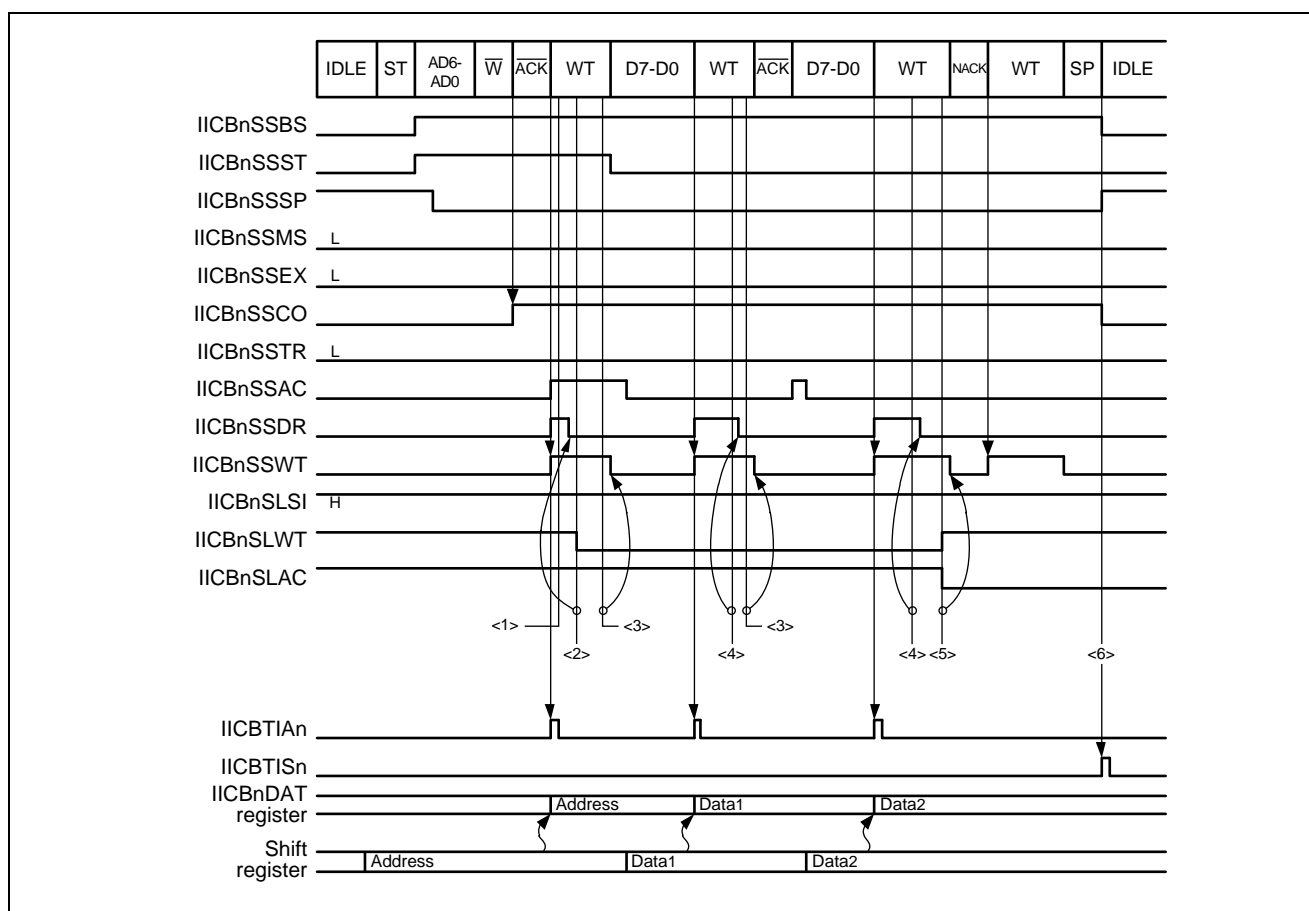 IDLE ST AD6-AD0 W ACK WT D7-D0 WT ACK D7-D0 WT NACK WT SP IDLE
IICBnSSBS
IICBnSSST
IICBnSSSP
IICBnSSMS L
IICBnSSEX L
IICBnSSCO
IICBnSSTR L
IICBnSSAC
IICBnSSDR
IICBnSSWT
IICBnSLSI H
IICBnSLWT
IICBnSLAC
<1> <3> <3>
<2> <4> <4> <5> <6>
IICBTIAn
IICBTISn
IICBnDAT
register Address Data1 Data2
Shift
register Address Data1 Data2